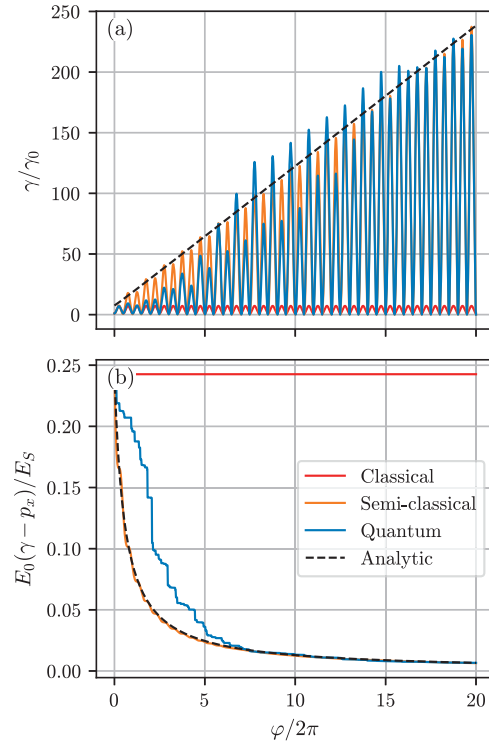 (a)
250
200
150
100
50
0
γ/γ₀
(b)
0.25
0.20
0.15
0.10
0.05
0.00
E₀(γ−pₓ)/E_S
Classical
Semi-classical
Quantum
Analytic
0 5 10 15 20
φ/2π